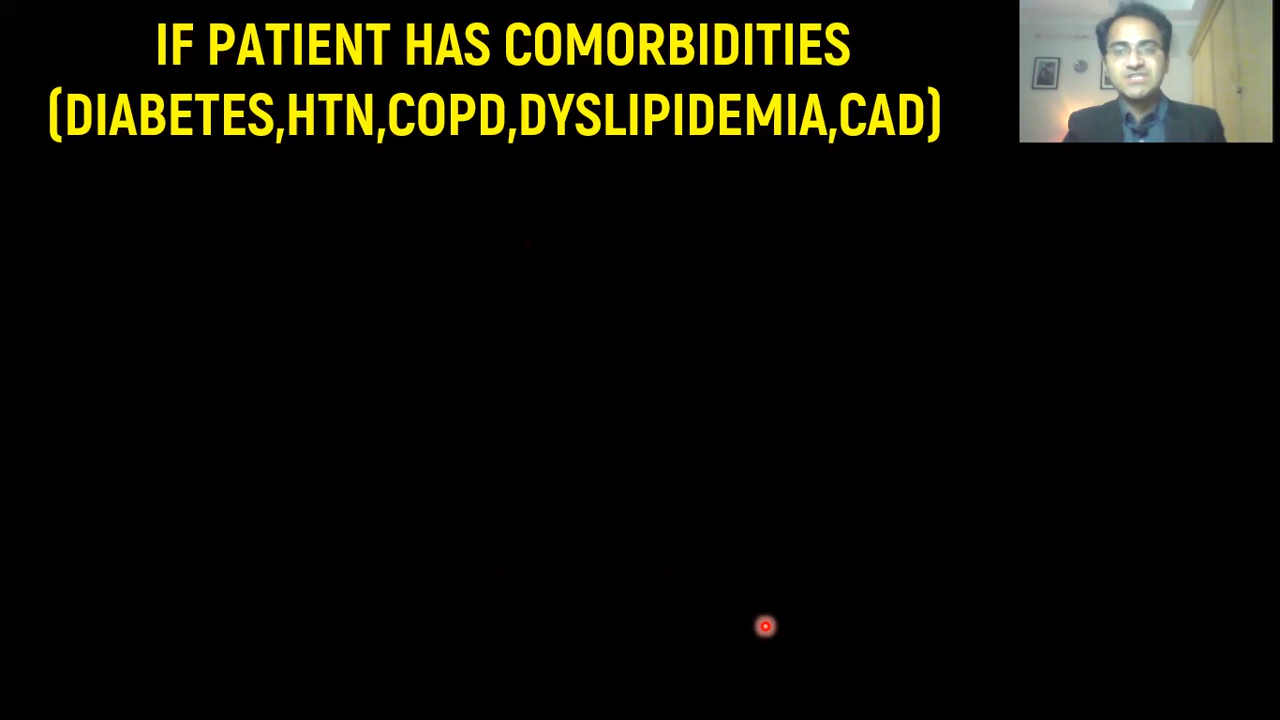 IF PATIENT HAS COMORBIDITIES
(DIABETES,HTN,COPD,DYSLIPIDEMIA,CAD)